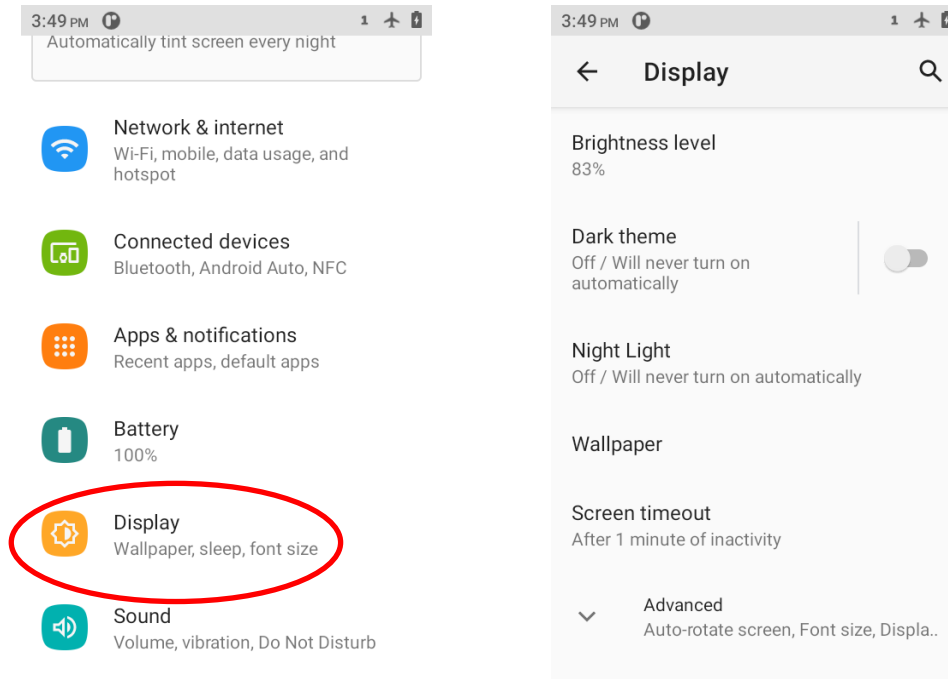 3:49 PM
1
Automatically tint screen every night
Network & internet
Wi-Fi, mobile, data usage, and
hotspot
Connected devices
Bluetooth, Android Auto, NFC
Apps & notifications
Recent apps, default apps
Battery
100%
Display
Wallpaper, sleep, font size
Sound
Volume, vibration, Do Not Disturb
3:49 PM
1
Display
Brightness level
83%
Dark theme
Off / Will never turn on
automatically
Night Light
Off / Will never turn on automatically
Wallpaper
Screen timeout
After 1 minute of inactivity
Advanced
Auto-rotate screen, Font size, Displa..